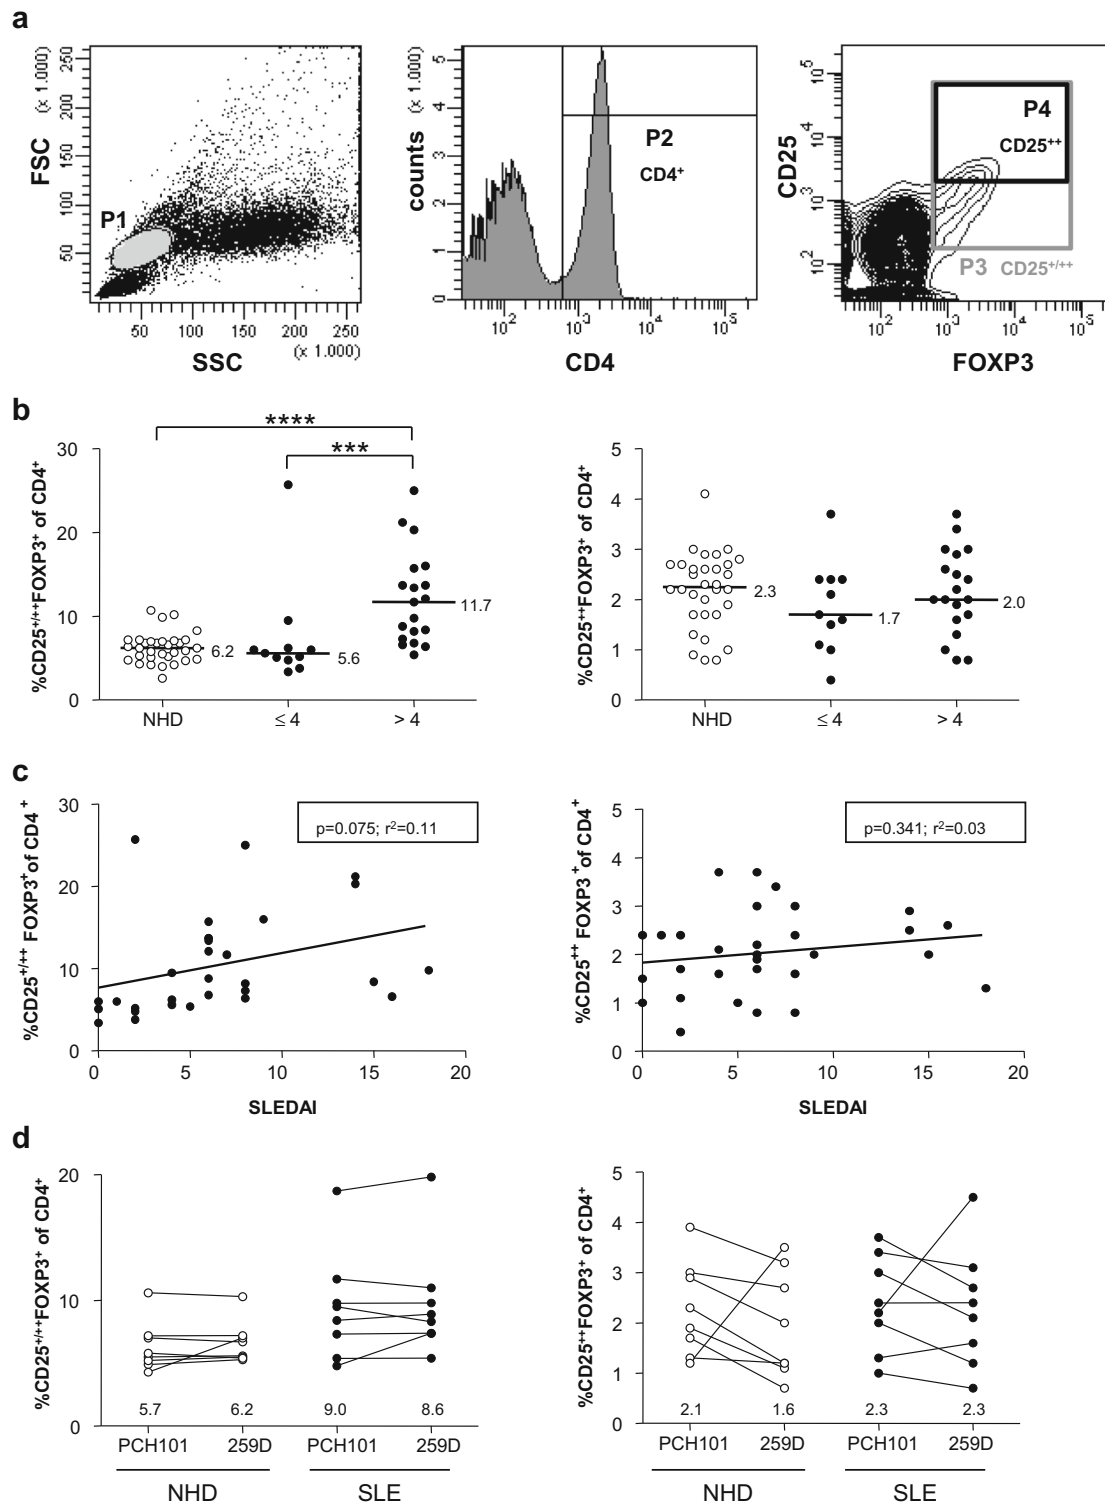 a
FSC
(x 1.000)
250
200
150
100
50
P1
50 100 150 200 250
(x 1.000)
SSC
counts
(x 1.000)
5
4
3
2
1
0
P2
CD4+
10² 10³ 10⁴ 10⁵
CD4
CD25
10⁵
10⁴
10³
10²
P4
CD25++
P3 CD25+/++
10² 10³ 10⁴ 10⁵
FOXP3
b
%CD25+/++FOXP3+ of CD4+
30
20
10
0
****
***
6.2
5.6
11.7
NHD ≤ 4 > 4
%CD25++FOXP3+ of CD4+
5
4
3
2
1
0
2.3
1.7
2.0
NHD ≤ 4 > 4
c
%CD25+/++ FOXP3+of CD4 +
30
20
10
0
p=0.075; r²=0.11
0 5 10 15 20
SLEDAI
%CD25++ FOXP3 +of CD4 +
5
4
3
2
1
0
p=0.341; r²=0.03
0 5 10 15 20
SLEDAI
d
%CD25+/++FOXP3+ of CD4+
20
10
0
5.7 6.2 9.0 8.6
PCH101 259D PCH101 259D
NHD SLE
%CD25++FOXP3+ of CD4+
5
4
3
2
1
0
2.1 1.6 2.3 2.3
PCH101 259D PCH101 259D
NHD SLE